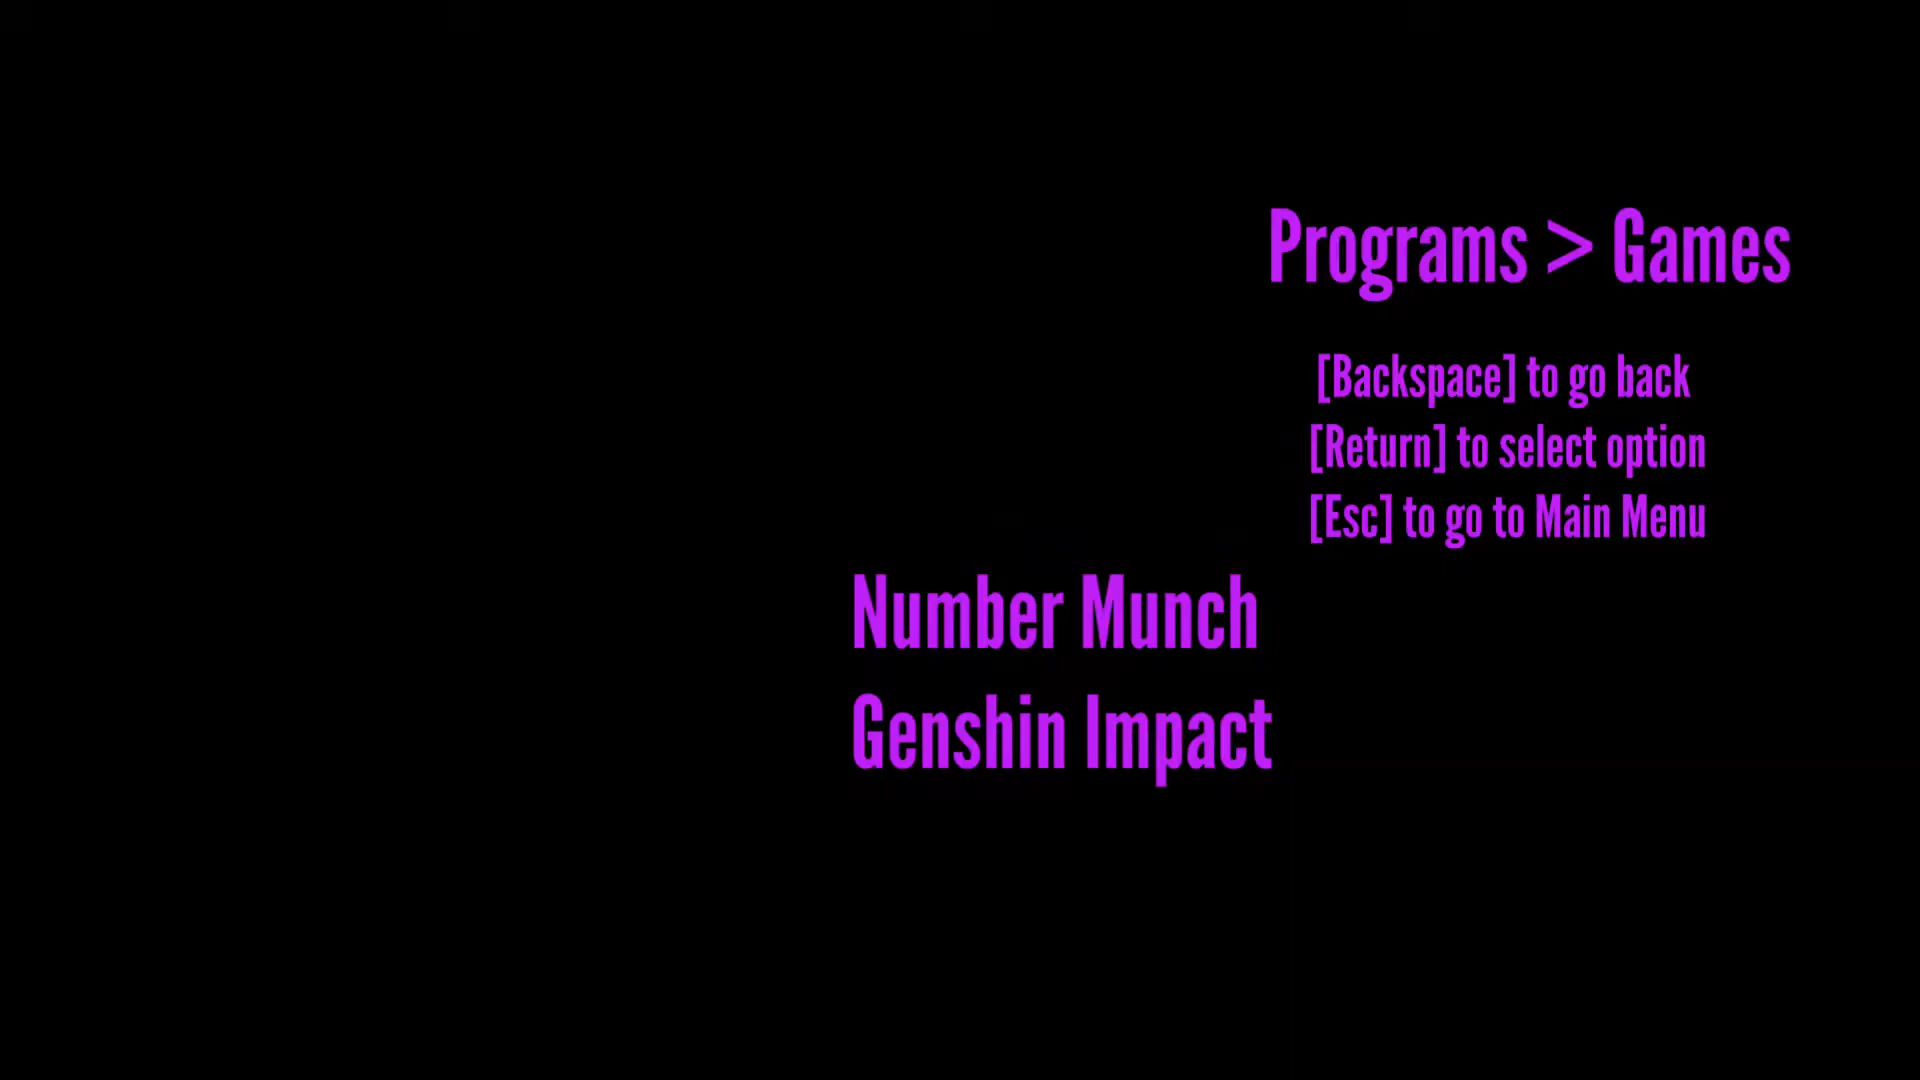 Programs > Games
[Backspace] to go back
[Return] to select option
[Esc] to go to Main Menu
Number Munch
Genshin Impact